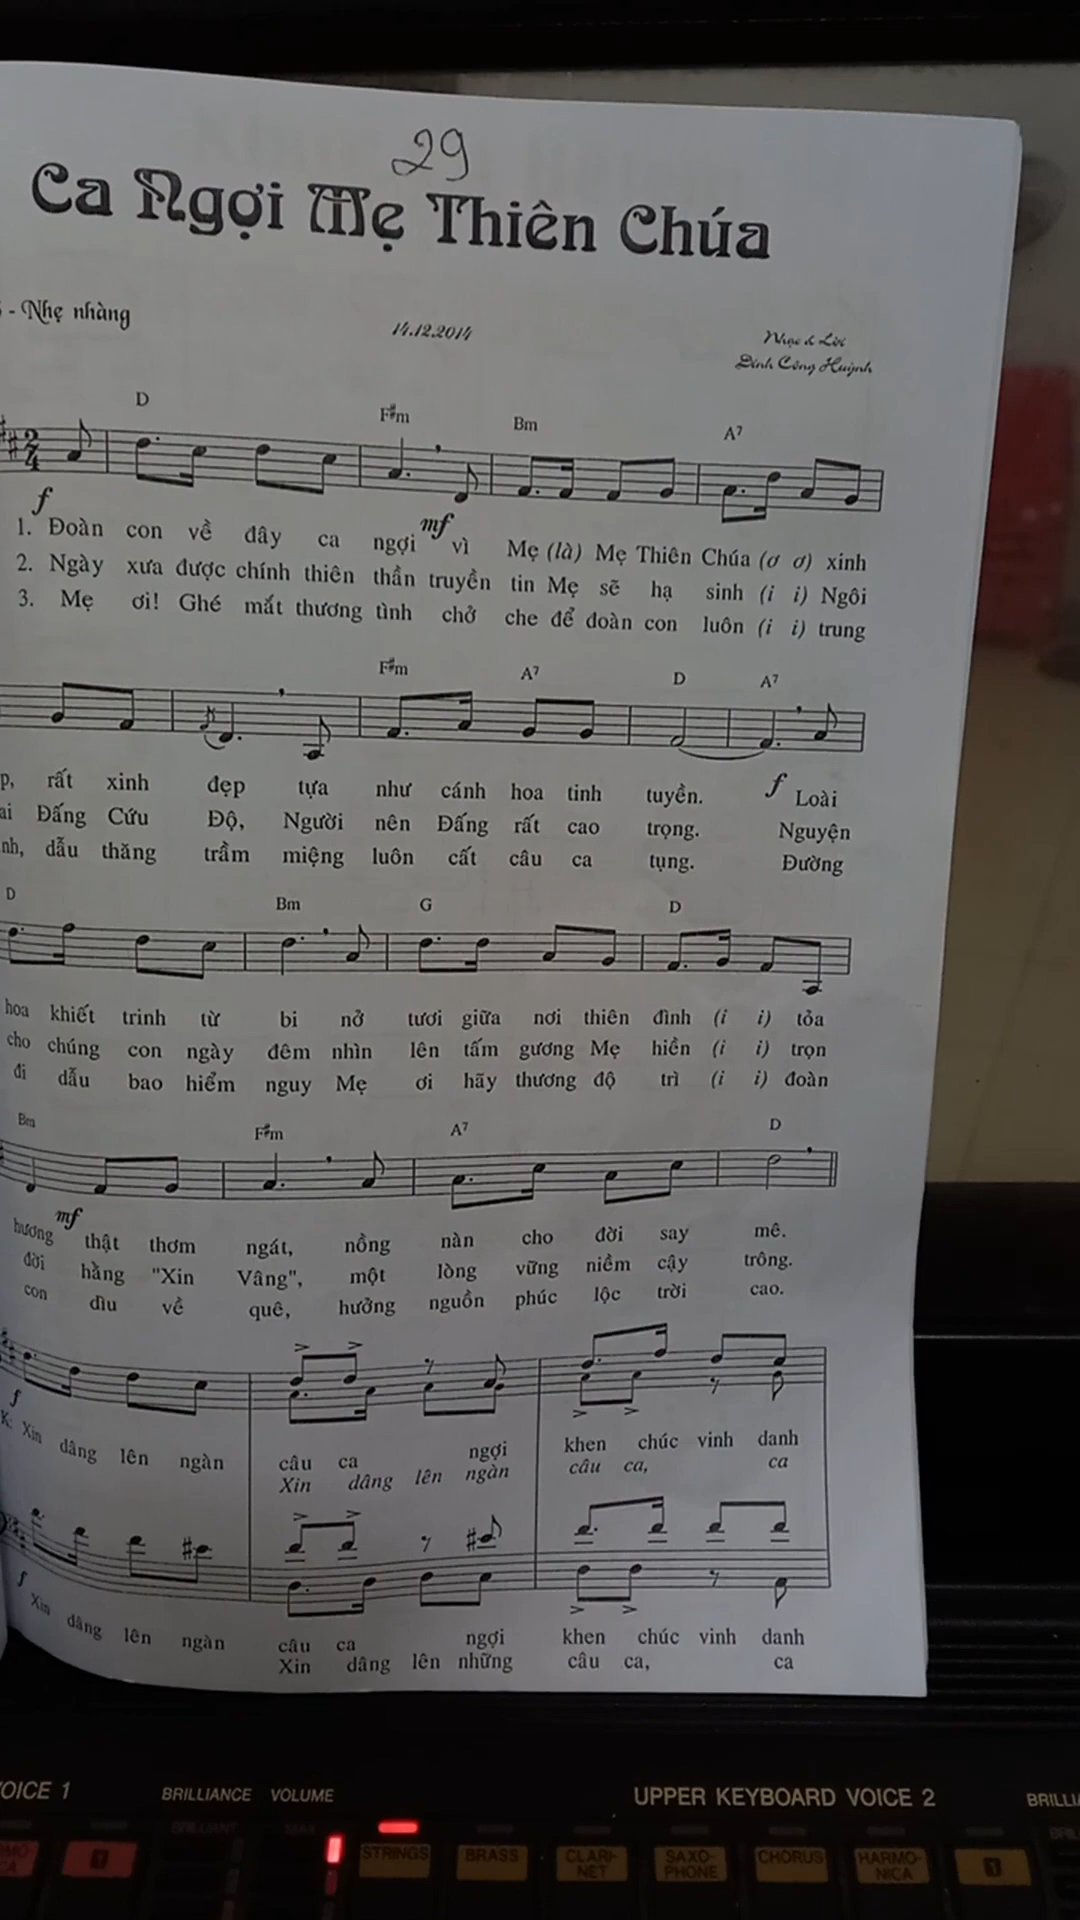 29
Ca Ngợi Mẹ Thiên Chúa
- Nhẹ nhàng
14.12.2014
Nhạc & Lời
Đinh Công Huỳnh
D F#m Bm A7
2/4
f mf
1. Đoàn con về đây ca ngợi vì Mẹ (là) Mẹ Thiên Chúa (ơ ơ) xinh
2. Ngày xưa được chính thiên thần truyền tin Mẹ sẽ hạ sinh (i i) Ngôi
3. Mẹ ơi! Ghé mắt thương tình chở che để đoàn con luôn (i i) trung
F#m A7 D A7
f
rất xinh đẹp tựa như cánh hoa tinh tuyền. Loài
Đấng Cứu Độ, Người nên Đấng rất cao trọng. Nguyện
dẫu thăng trầm miệng luôn cất câu ca tụng. Đường
D Bm G D
hoa khiết trinh từ bi nở tươi giữa nơi thiên đình (i i) tỏa
cho chúng con ngày đêm nhìn lên tấm gương Mẹ hiền (i i) trọn
đi dẫu bao hiểm nguy Mẹ ơi hãy thương độ trì (i i) đoàn
Bm F#m A7 D
mf
hương thật thơm ngát, nồng nàn cho đời say mê.
đời hằng "Xin Vâng", một lòng vững niềm cậy trông.
con dìu về quê, hưởng nguồn phúc lộc trời cao.
f
K: Xin dâng lên ngàn câu ca ngợi khen chúc vinh danh
Xin dâng lên ngàn câu ca, ca
f
Xin dâng lên ngàn câu ca ngợi khen chúc vinh danh
Xin dâng lên những câu ca, ca
VOICE 1 BRILLIANCE VOLUME UPPER KEYBOARD VOICE 2
1 STRINGS BRASS CLARI-NET SAXO-PHONE CHORUS HARMO-NICA 1